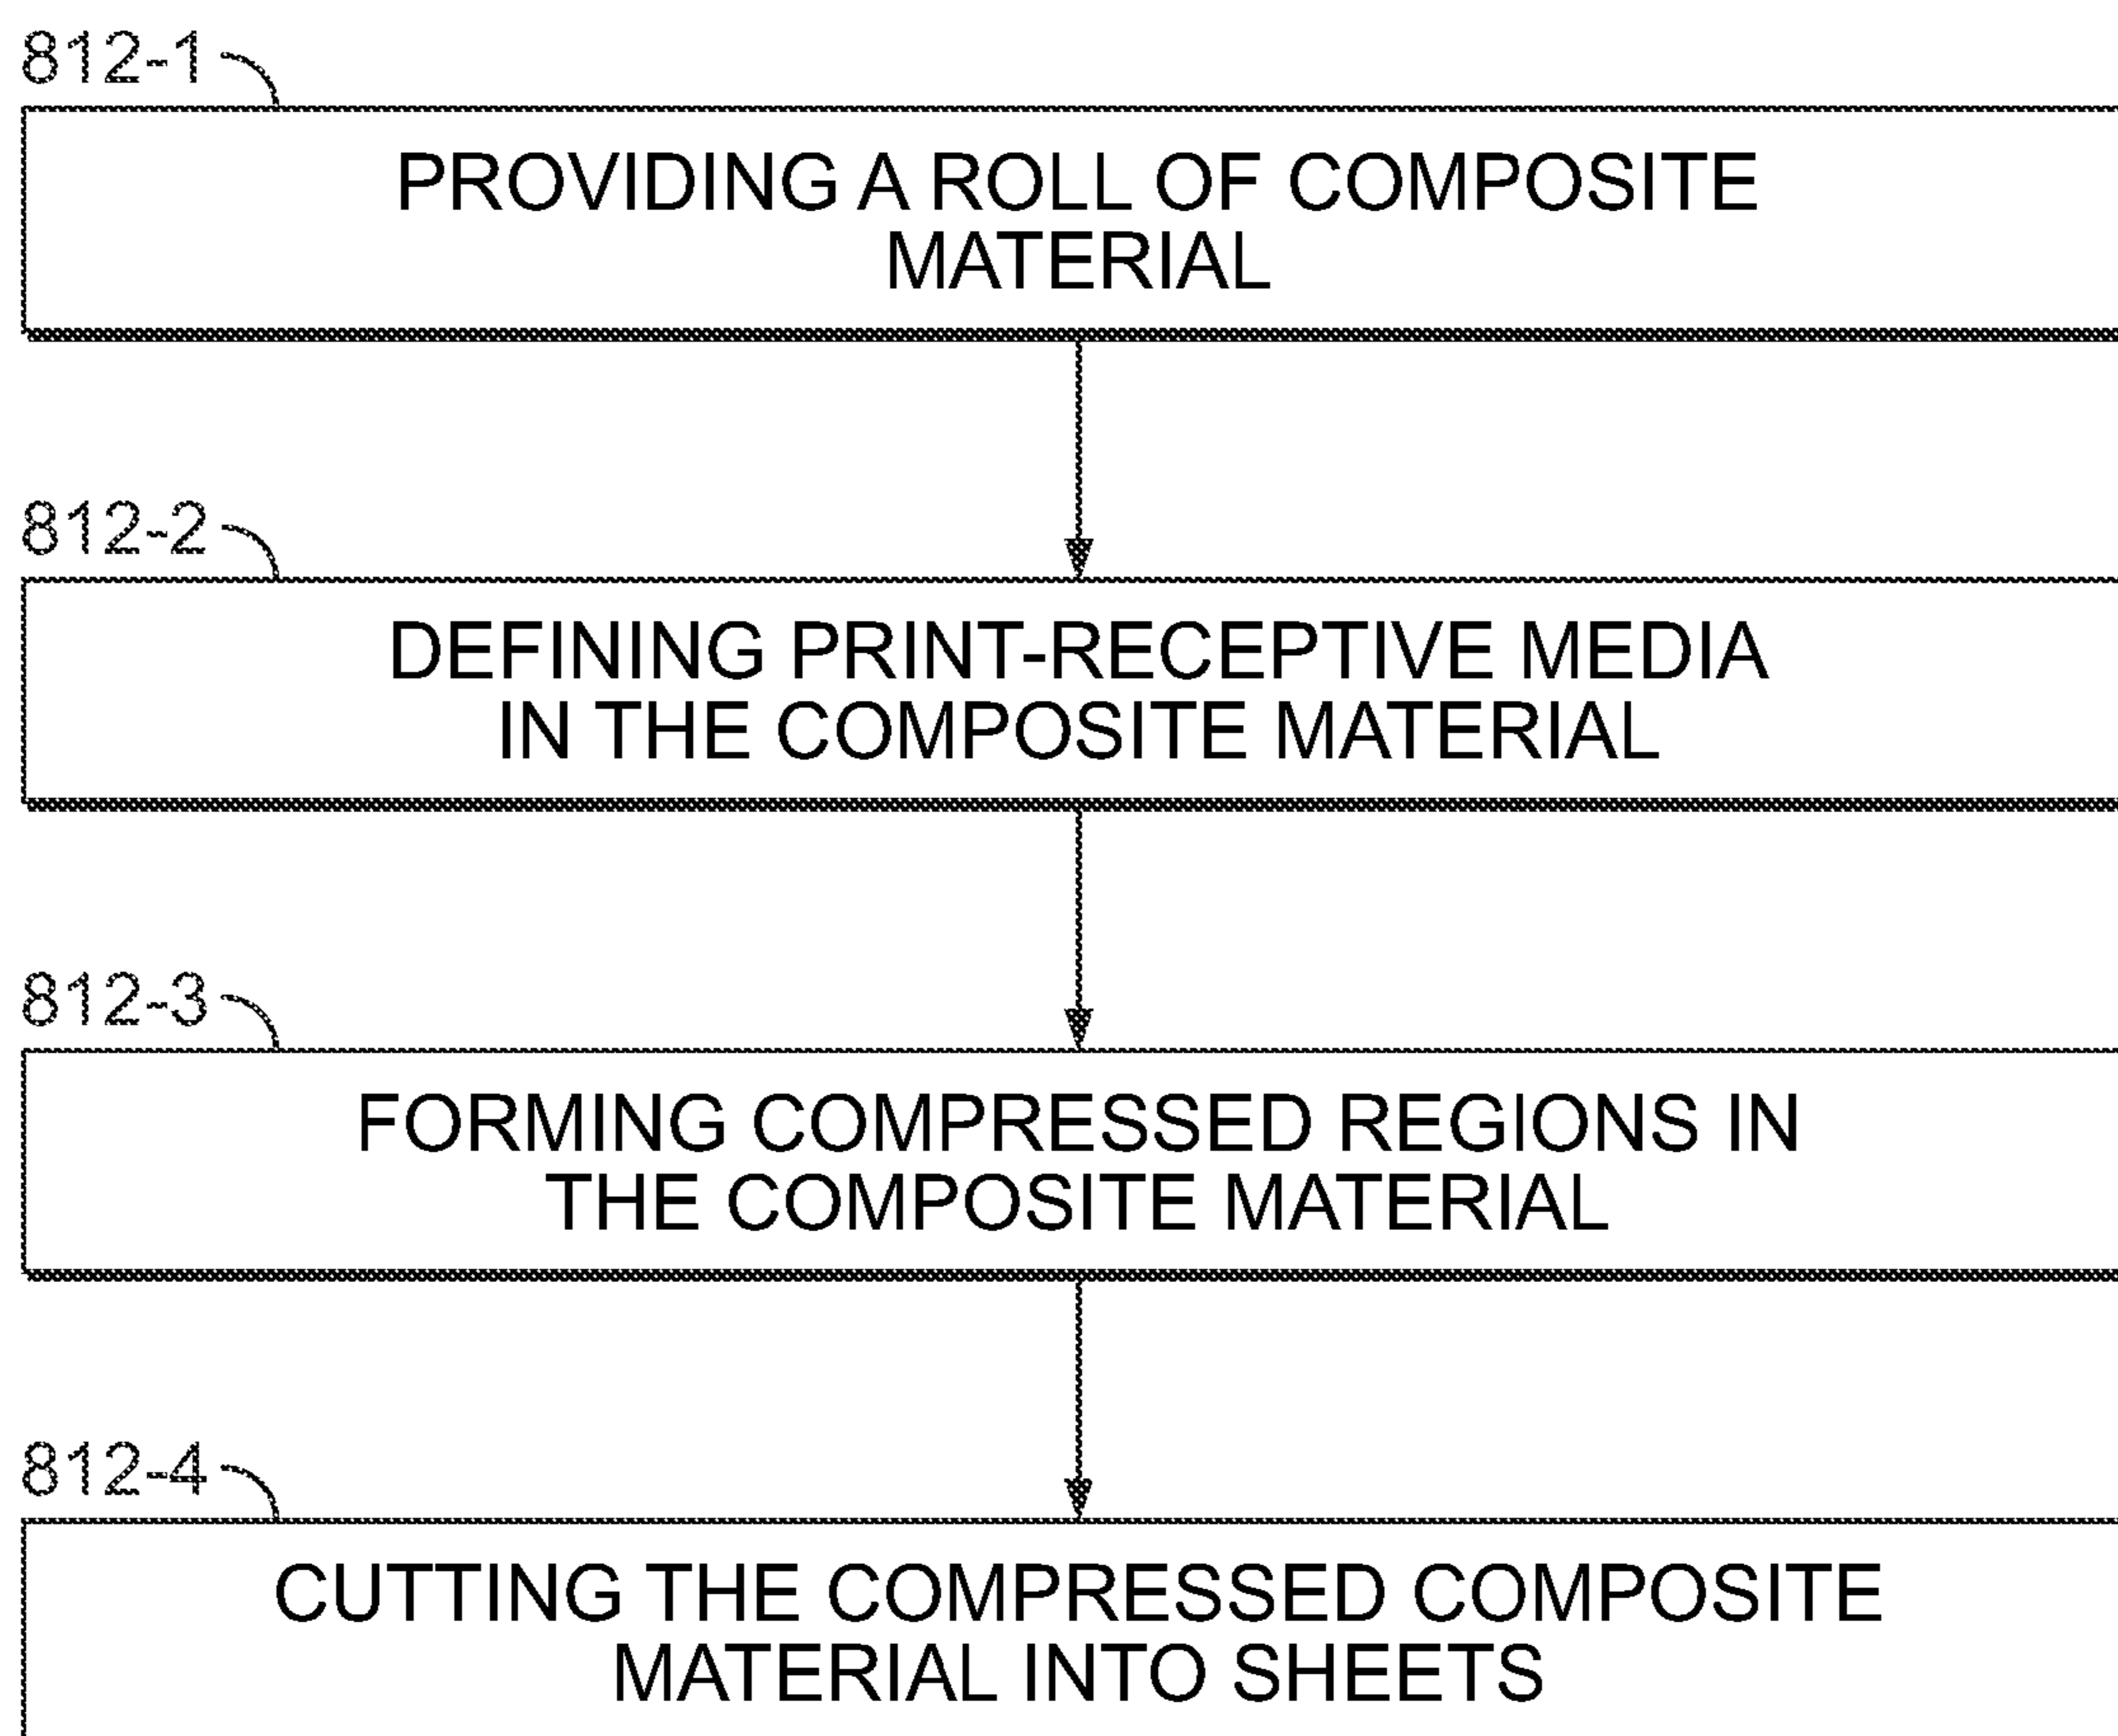 812-1
PROVIDING A ROLL OF COMPOSITE
MATERIAL
812-2
DEFINING PRINT-RECEPTIVE MEDIA
IN THE COMPOSITE MATERIAL
812-3
FORMING COMPRESSED REGIONS IN
THE COMPOSITE MATERIAL
812-4
CUTTING THE COMPRESSED COMPOSITE
MATERIAL INTO SHEETS